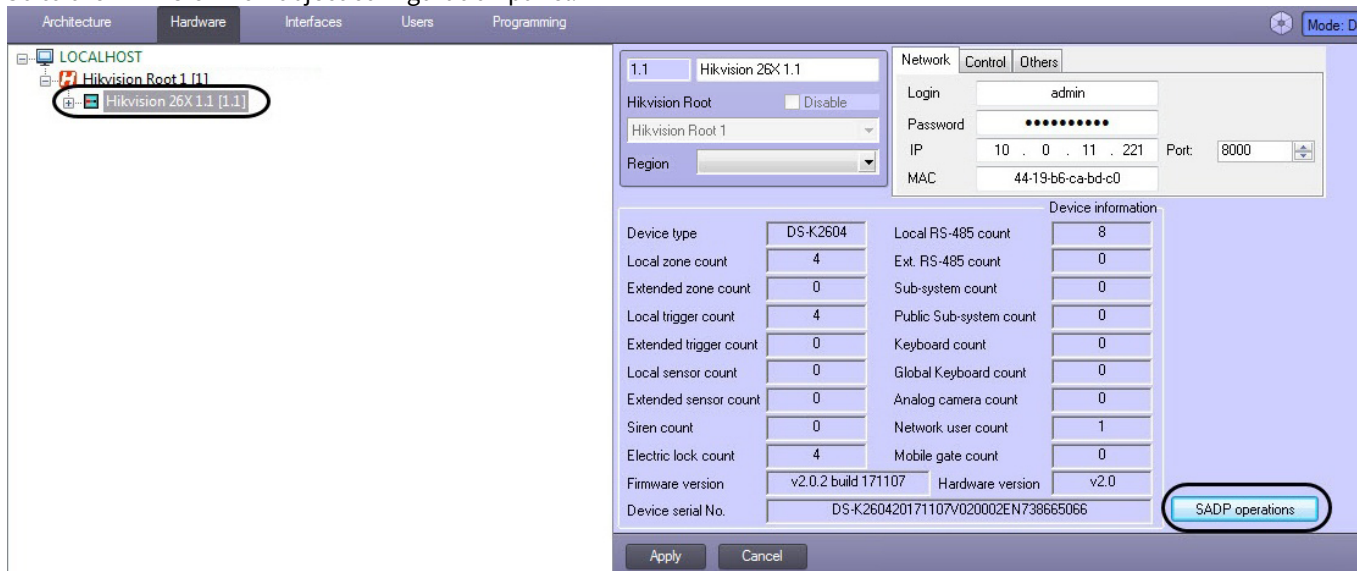 Architecture Hardware Interfaces Users Programming Mode: D
LOCALHOST
Hikvision Root 1 [1]
Hikvision 26X 1.1 [1.1]
1.1 Hikvision 26X 1.1
Hikvision Root Disable
Hikvision Root 1
Region
Network Control Others
Login admin
Password ••••••••••
IP 10 . 0 . 11 . 221 Port: 8000
MAC 44-19-b6-ca-bd-c0
Device information
Device type DS-K2604 Local RS-485 count 8
Local zone count 4 Ext. RS-485 count 0
Extended zone count 0 Sub-system count 0
Local trigger count 4 Public Sub-system count 0
Extended trigger count 0 Keyboard count 0
Local sensor count 0 Global Keyboard count 0
Extended sensor count 0 Analog camera count 0
Siren count 0 Network user count 1
Electric lock count 4 Mobile gate count 0
Firmware version v2.0.2 build 171107 Hardware version v2.0
Device serial No. DS-K260420171107V020002EN738665066 SADP operations
Apply Cancel